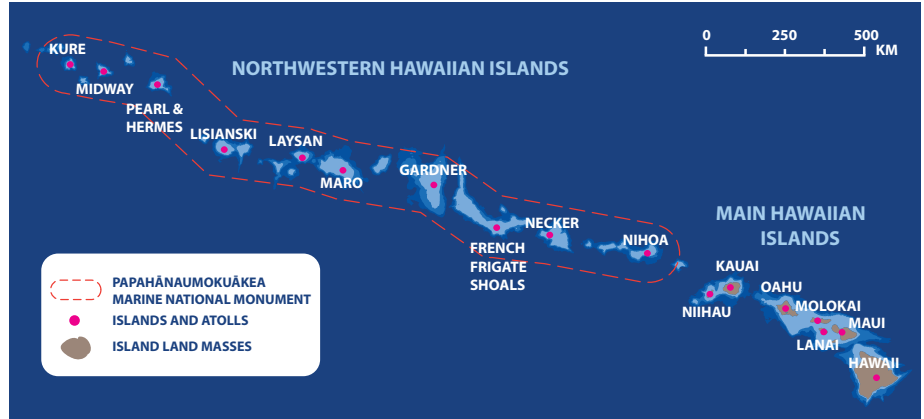 0 250 500
KM
KURE
MIDWAY
NORTHWESTERN HAWAIIAN ISLANDS
PEARL &
HERMES
LISIANSKI
LAYSAN
MARO
GARDNER
NECKER
FRENCH
FRIGATE
SHOALS
NIHOA
MAIN HAWAIIAN
ISLANDS
KAUAI
NIIHAU
OAHU
MOLOKAI
MAUI
LANAI
HAWAII
PAPAHĀNAUMOKUĀKEA
MARINE NATIONAL MONUMENT
ISLANDS AND ATOLLS
ISLAND LAND MASSES